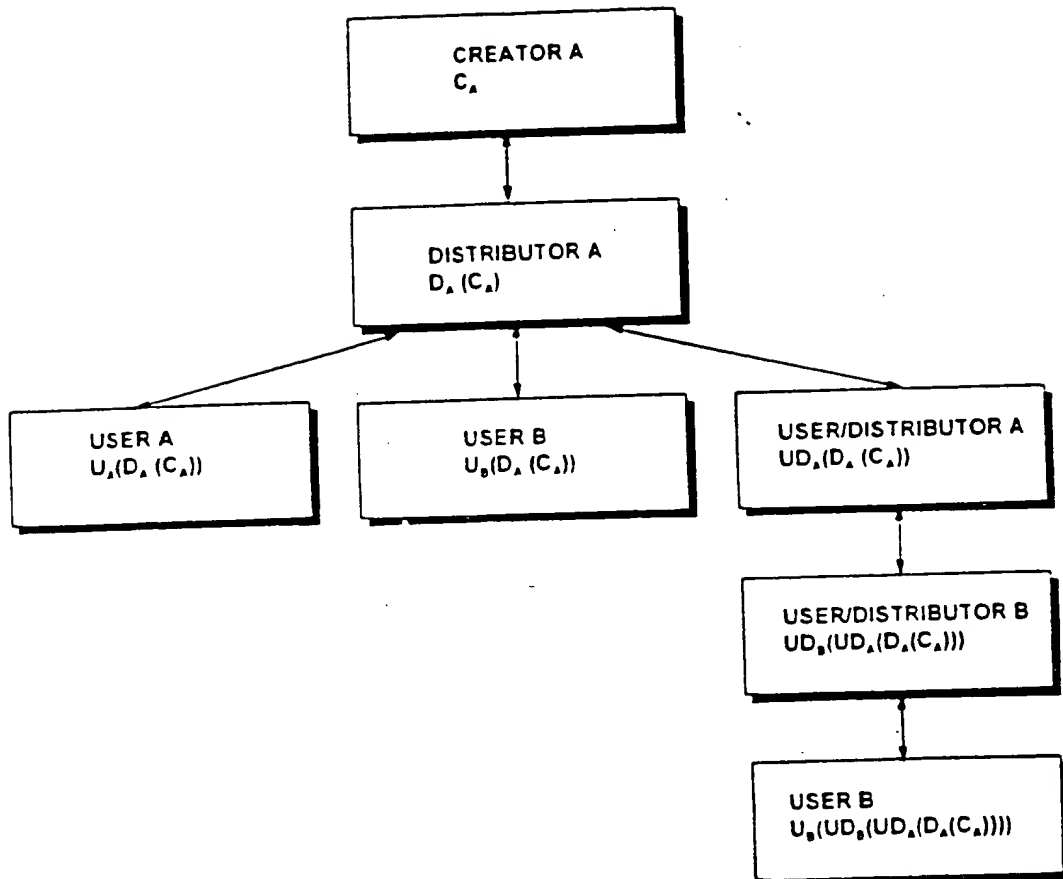 CREATOR A
C_A
DISTRIBUTOR A
D_A (C_A)
USER A
U_A(D_A (C_A))
USER B
U_B(D_A (C_A))
USER/DISTRIBUTOR A
UD_A(D_A (C_A))
USER/DISTRIBUTOR B
UD_B(UD_A(D_A(C_A)))
USER B
U_B(UD_B(UD_A(D_A(C_A))))